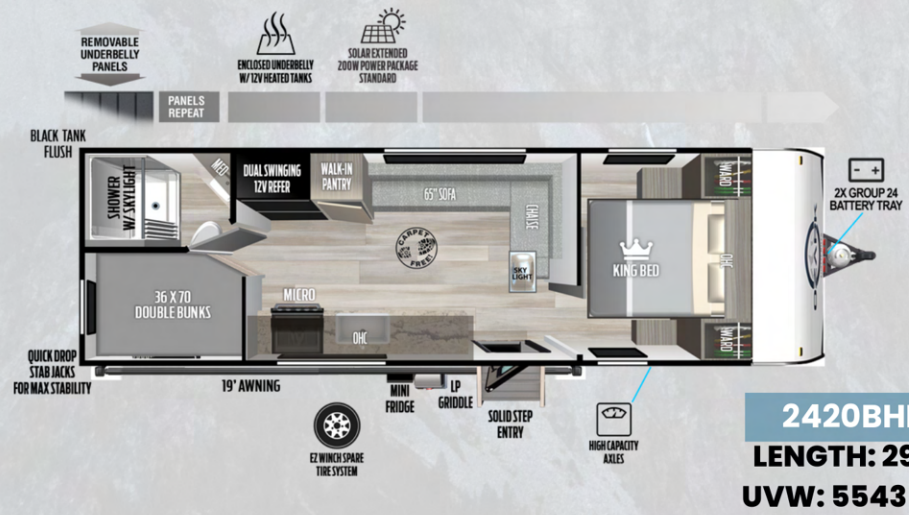 REMOVABLE
UNDERBELLY
PANELS
ENCLOSED UNDERBELLY
W/ 12V HEATED TANKS
SOLAR EXTENDED
200W POWER PACKAGE
STANDARD
PANELS
REPEAT
BLACK TANK
FLUSH
SHOWER
W/ SKYLIGHT
MED
DUAL SWINGING
12V REFER
WALK-IN
PANTRY
65" SOFA
CHAISE
SKY
LIGHT
CARPET
FREE!
KING BED
OHC
WARD
WARD
- +
2X GROUP 24
BATTERY TRAY
36 X 70
DOUBLE BUNKS
MICRO
OHC
QUICK DROP
STAB JACKS
FOR MAX STABILITY
19' AWNING
MINI
FRIDGE
LP
GRIDDLE
SOLID STEP
ENTRY
EZ WINCH SPARE
TIRE SYSTEM
HIGH CAPACITY
AXLES
2420BH
LENGTH: 29
UVW: 5543